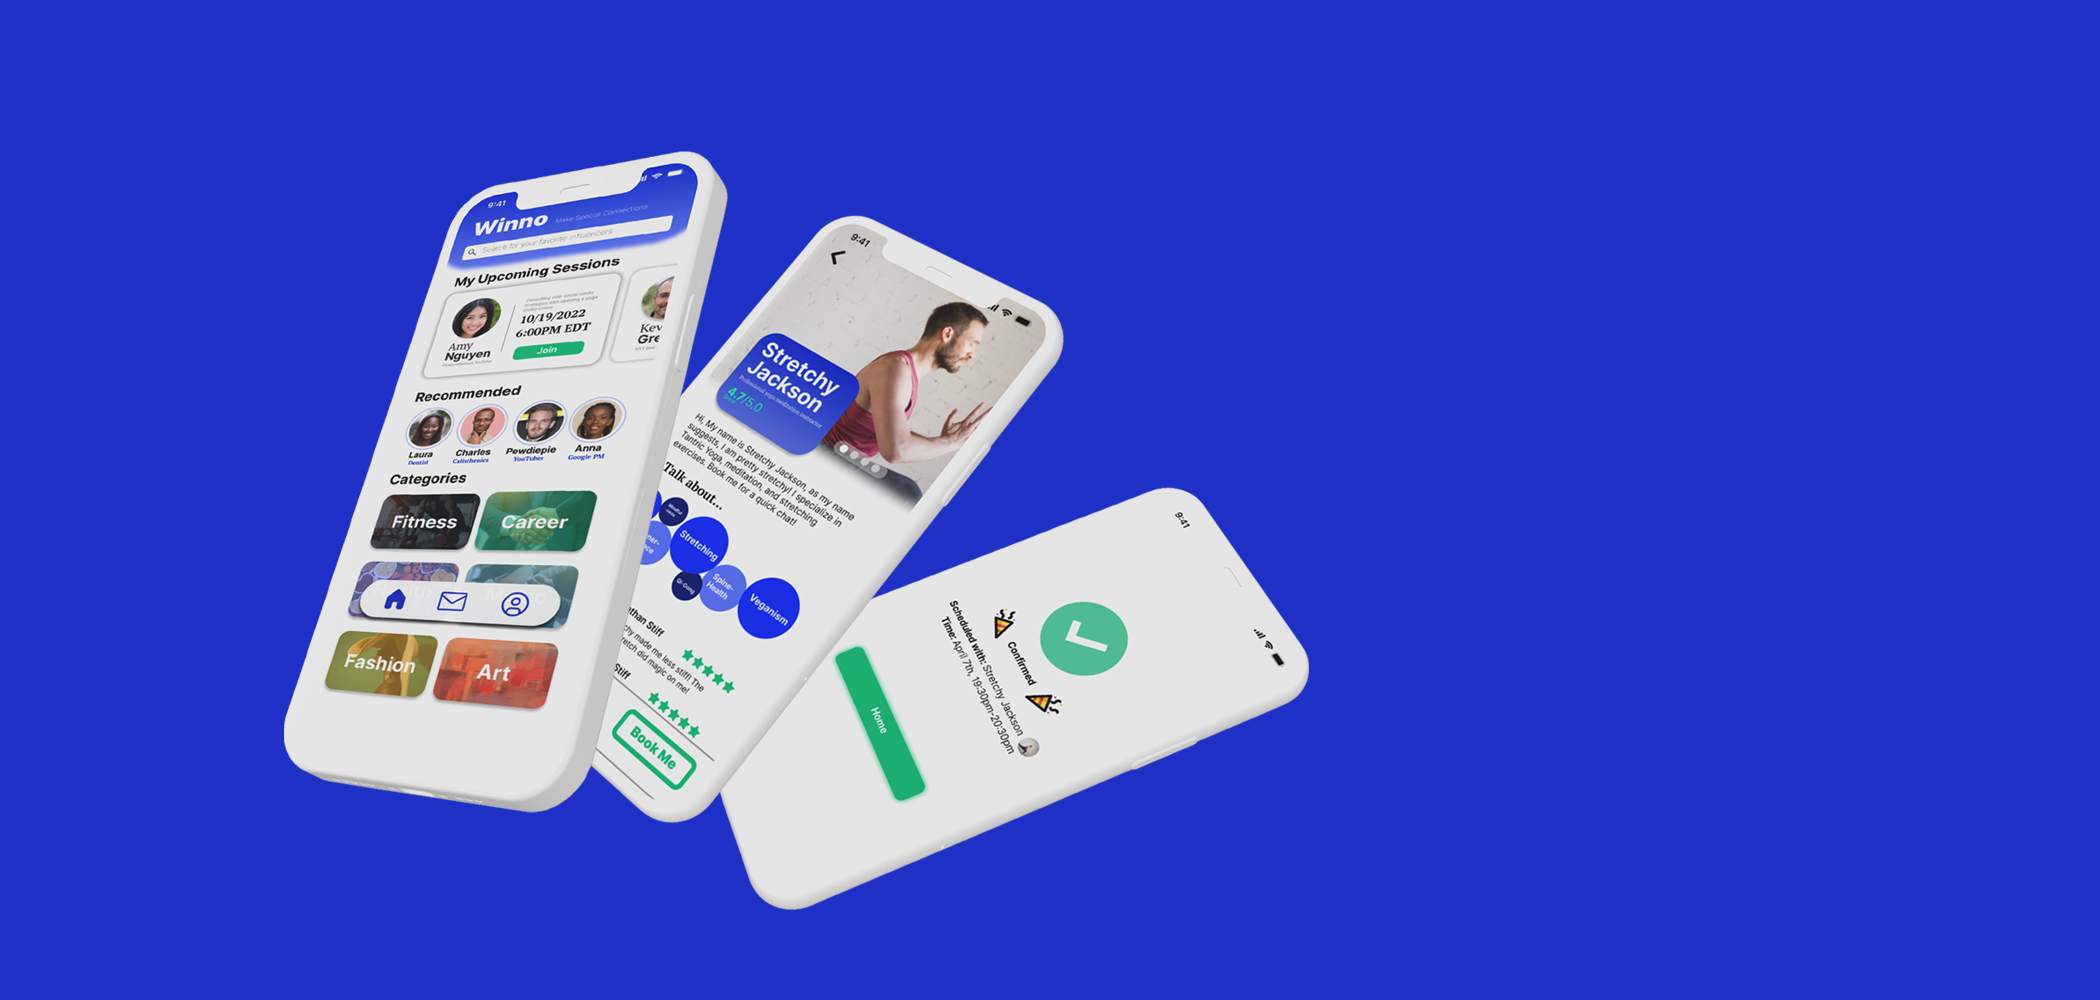 9:41
Winno Make Special Connections
Search for your favorite influencers
My Upcoming Sessions
Amy
Nguyen
10/19/2022
6:00PM EDT
Join
Kev
Gre
Recommended
Laura
Dentist
Charles
Calisthenics
Pewdiepie
YouTuber
Anna
Google PM
Categories
Fitness
Career
Fashion
Art
9:41
Stretchy
Jackson
Professional yoga/meditation instructor
4.7/5.0
Hi, My name is Stretchy Jackson, as my name
suggests, I am pretty stretchy! I specialize in
Tantric Yoga, meditation, and stretching
exercises. Book me for a quick chat!
Talk about...
Stretching
Qi-Gong
Spine-
Health
Veganism
than Stiff
chy made me less stiff! The
retch did magic on me!
Stiff
Book Me
9:41
Confirmed
Scheduled with: Stretchy Jackson
Time: April 7th, 19:30pm-20:30pm
Home